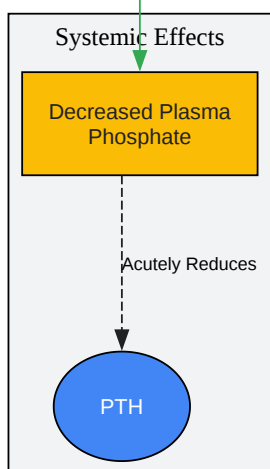 Systemic Effects
Decreased Plasma
Phosphate
Acutely Reduces
PTH